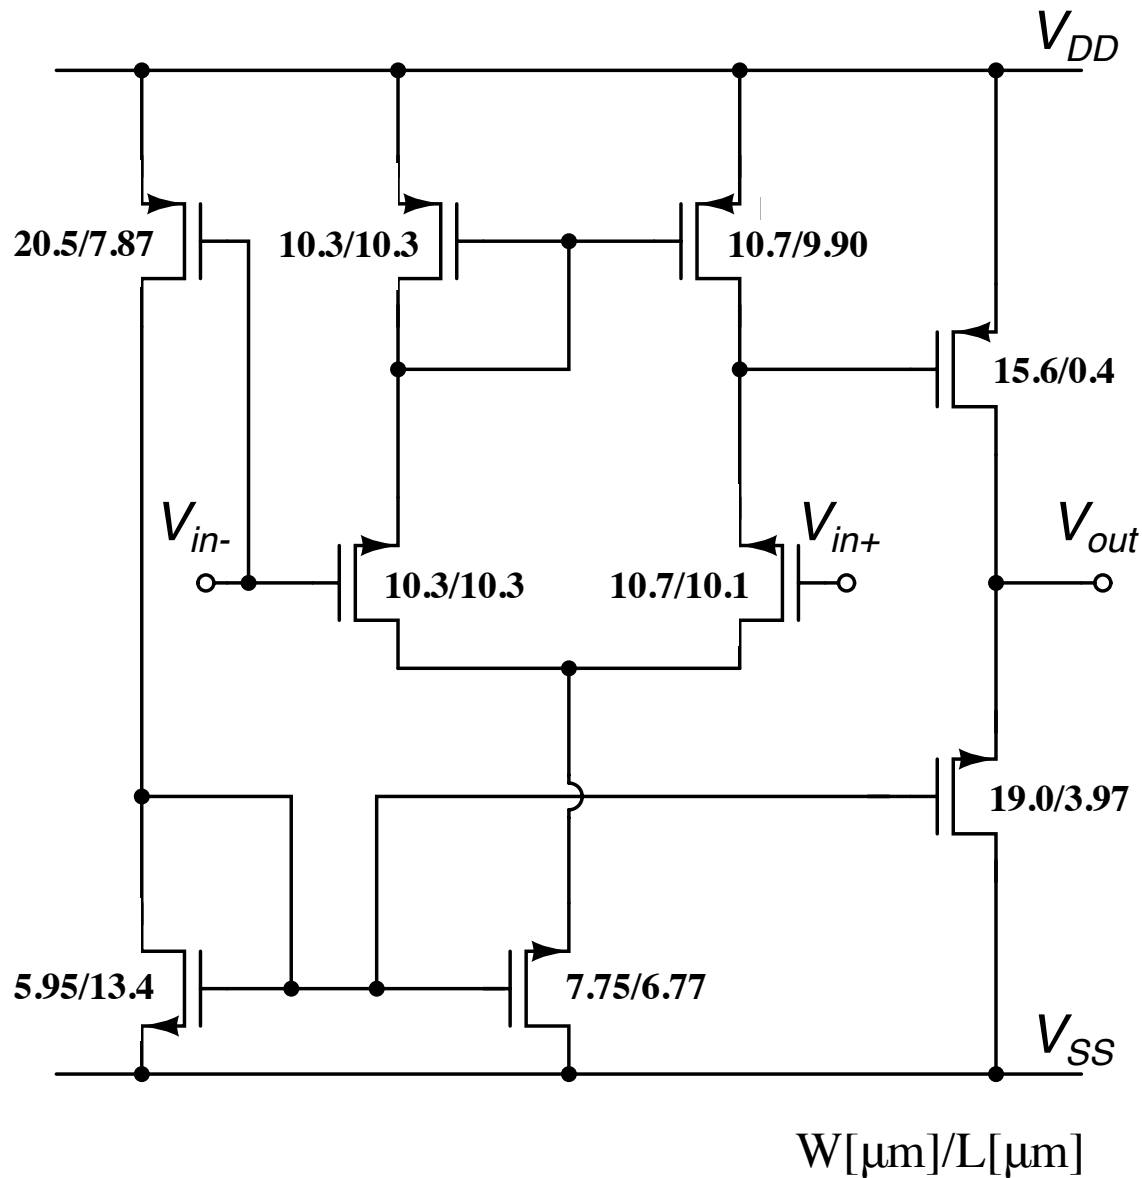 V_DD
20.5/7.87
10.3/10.3
10.7/9.90
15.6/0.4
V_in-
V_in+
V_out
10.3/10.3
10.7/10.1
19.0/3.97
5.95/13.4
7.75/6.77
V_SS
W[μm]/L[μm]